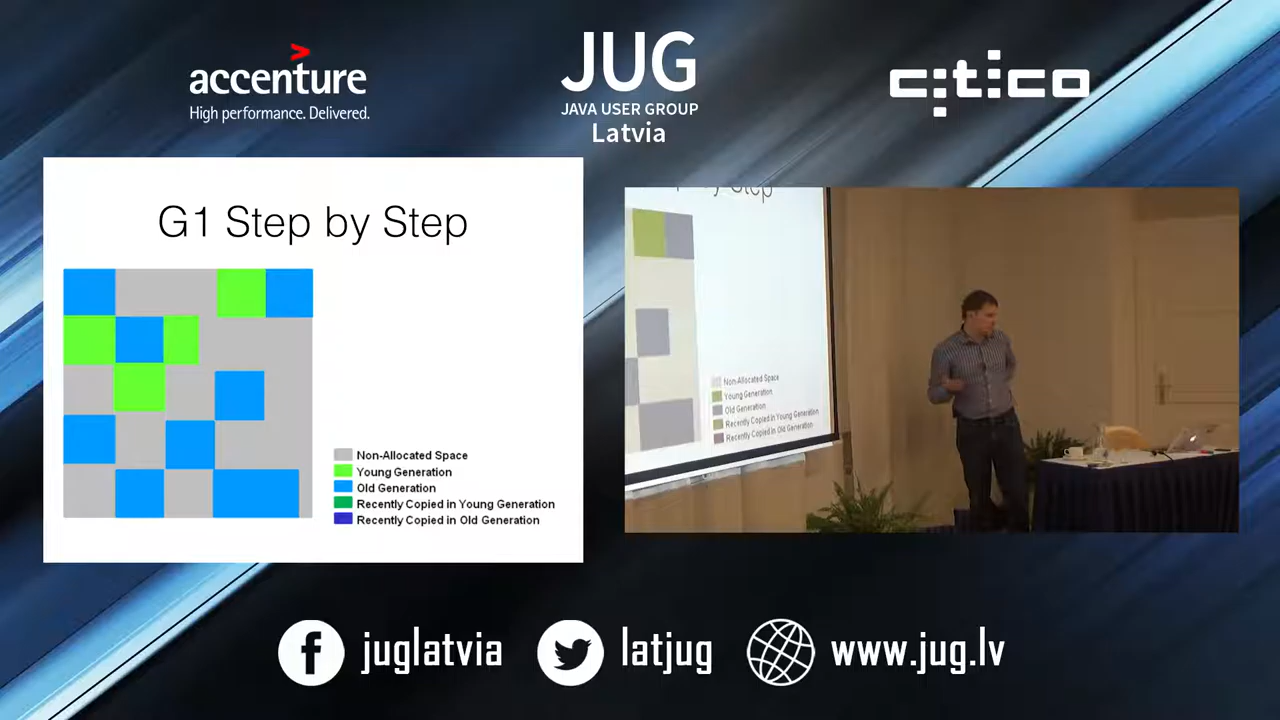 accenture
High performance. Delivered.
JUG
JAVA USER GROUP
Latvia
citico
G1 Step by Step
Non-Allocated Space
Young Generation
Old Generation
Recently Copied in Young Generation
Recently Copied in Old Generation
Step
Non-Allocated Space
Young Generation
Old Generation
Recently Copied in Young Generation
Recently Copied in Old Generation
juglatvia
latjug
www.jug.lv